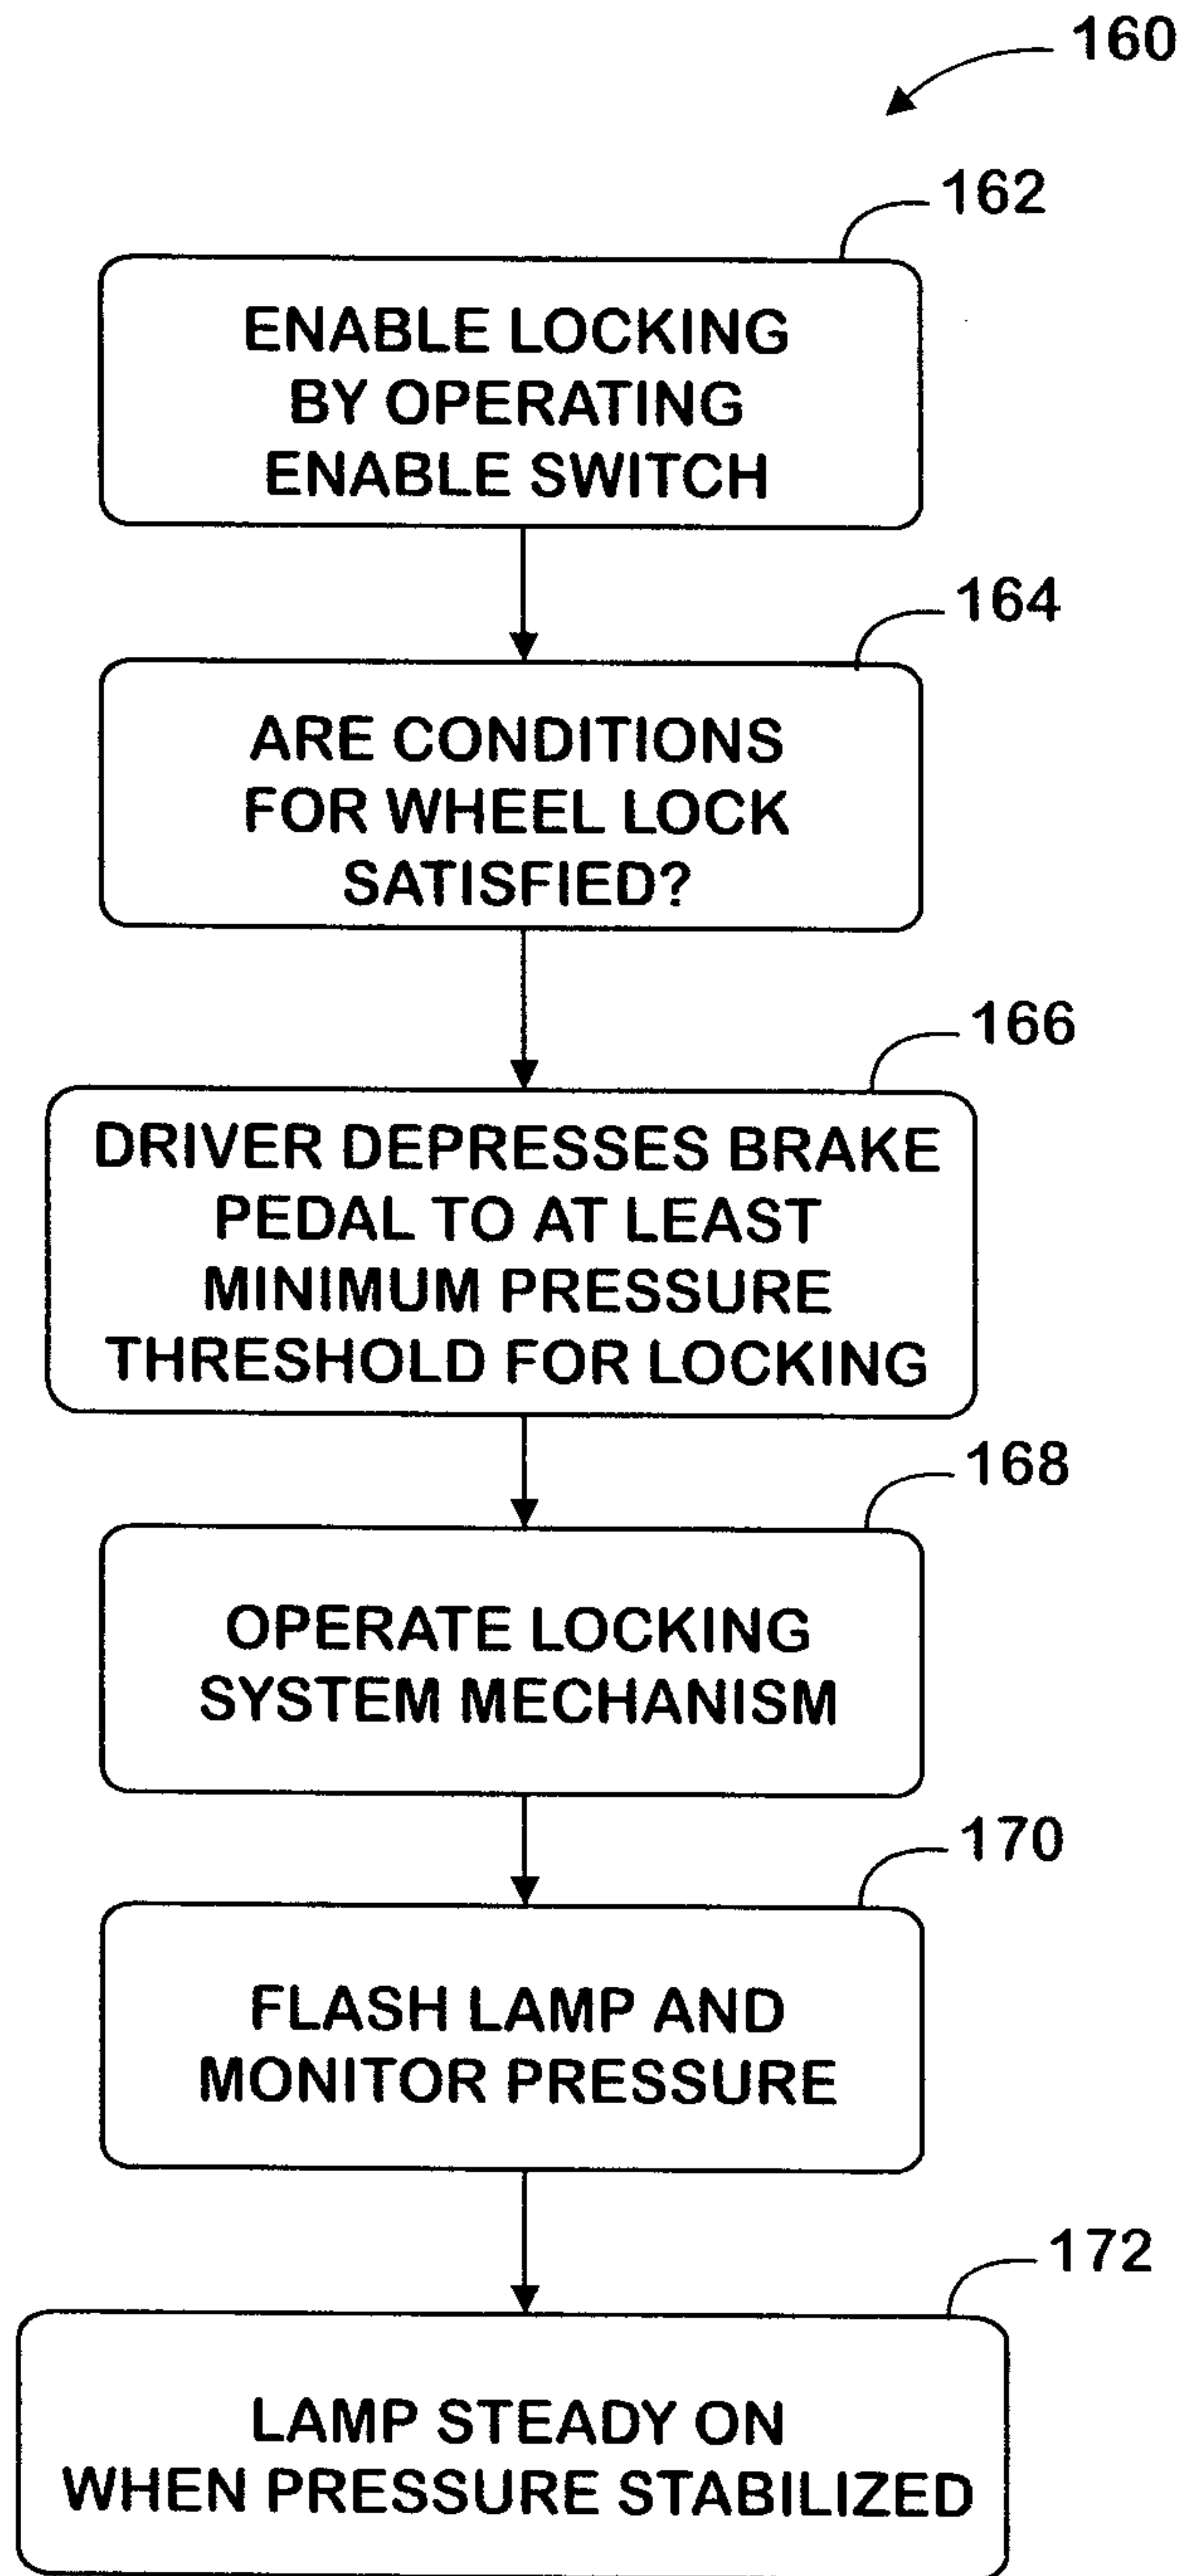 160
162
ENABLE LOCKING
BY OPERATING
ENABLE SWITCH
164
ARE CONDITIONS
FOR WHEEL LOCK
SATISFIED?
166
DRIVER DEPRESSES BRAKE
PEDAL TO AT LEAST
MINIMUM PRESSURE
THRESHOLD FOR LOCKING
168
OPERATE LOCKING
SYSTEM MECHANISM
170
FLASH LAMP AND
MONITOR PRESSURE
172
LAMP STEADY ON
WHEN PRESSURE STABILIZED